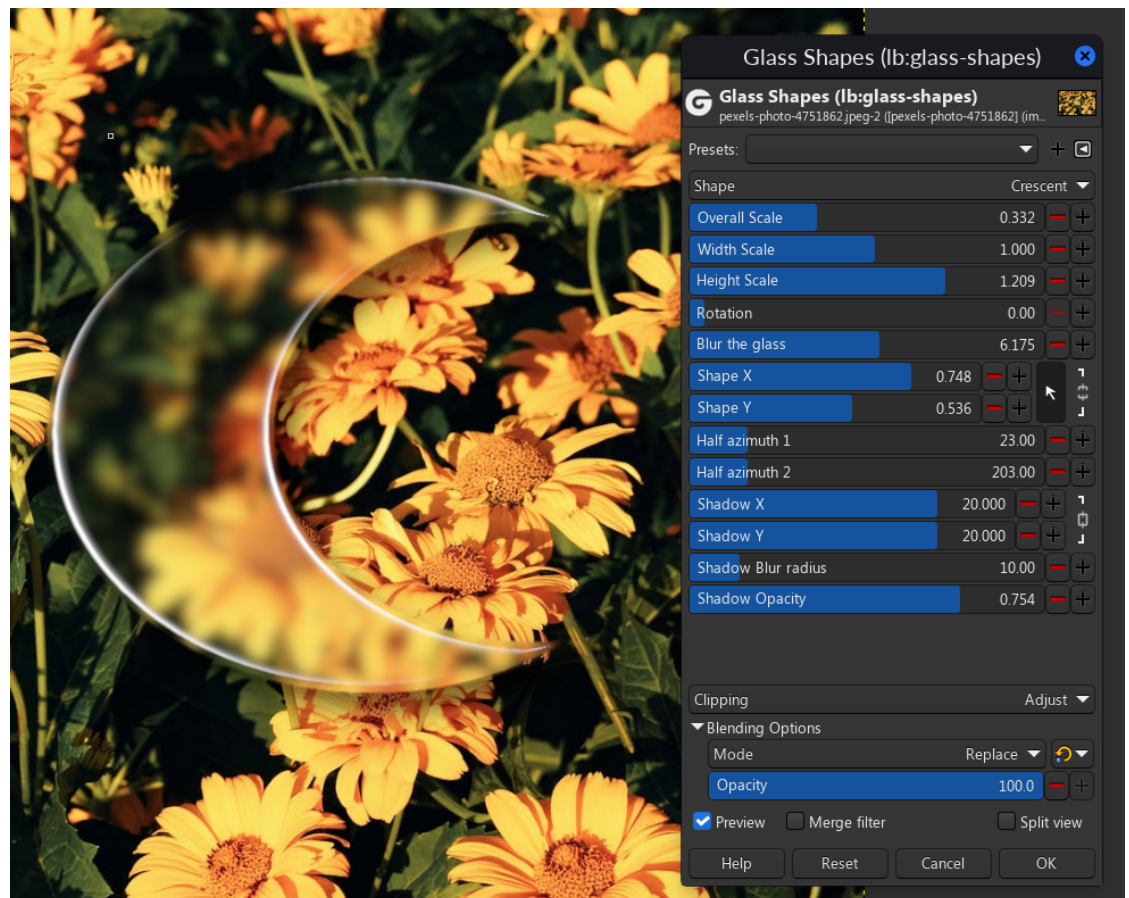 Glass Shapes (lb:glass-shapes)
Glass Shapes (lb:glass-shapes)
pexels-photo-4751862.jpeg-2 ([pexels-photo-4751862] (im...
Presets:
Shape Crescent
Overall Scale 0.332
Width Scale 1.000
Height Scale 1.209
Rotation 0.00
Blur the glass 6.175
Shape X 0.748
Shape Y 0.536
Half azimuth 1 23.00
Half azimuth 2 203.00
Shadow X 20.000
Shadow Y 20.000
Shadow Blur radius 10.00
Shadow Opacity 0.754
Clipping Adjust
Blending Options
Mode Replace
Opacity 100.0
Preview Merge filter Split view
Help Reset Cancel OK